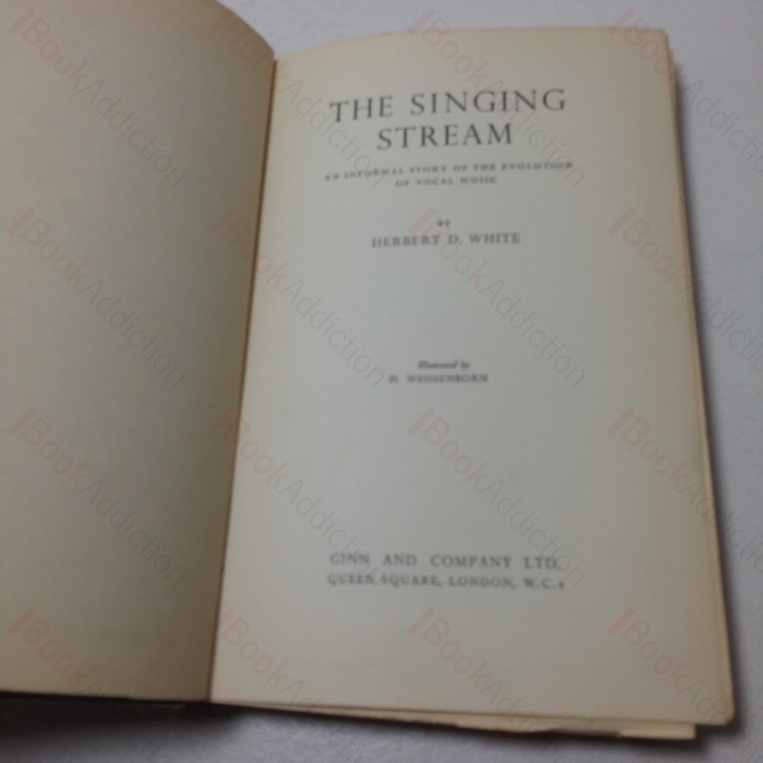 THE SINGING
STREAM
AN INFORMAL STORY OF THE EVOLUTION
OF VOCAL MUSIC
BY
HERBERT D. WHITE
Illustrated by
H. WEISSENBORN
GINN AND COMPANY LTD.
QUEEN SQUARE, LONDON, W.C.1
BookAddiction